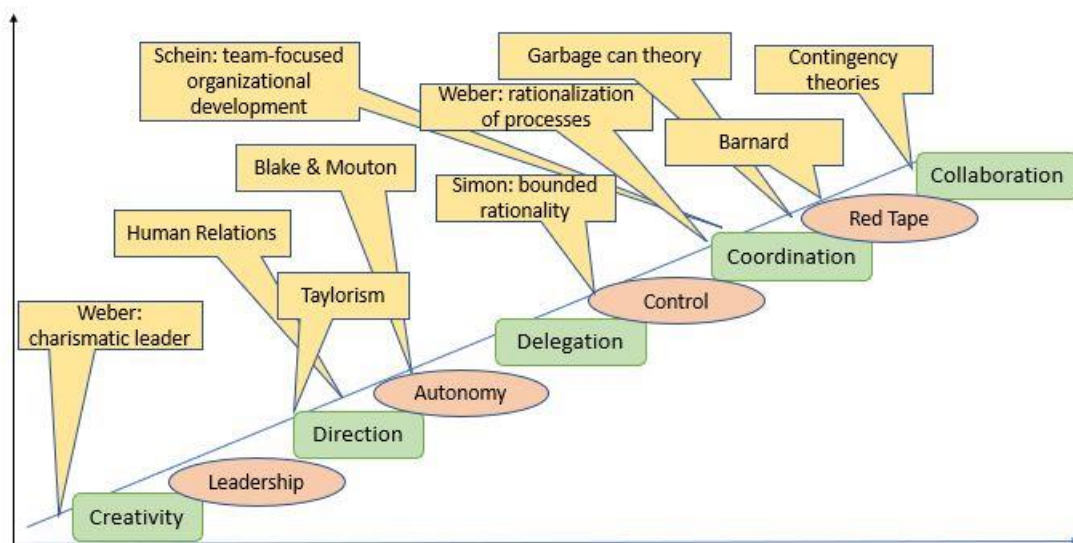 Schein: team-focused
organizational
development
Garbage can theory
Contingency
theories
Weber: rationalization
of processes
Barnard
Blake & Mouton
Simon: bounded
rationality
Collaboration
Red Tape
Human Relations
Coordination
Taylorism
Control
Weber:
charismatic leader
Delegation
Autonomy
Direction
Leadership
Creativity